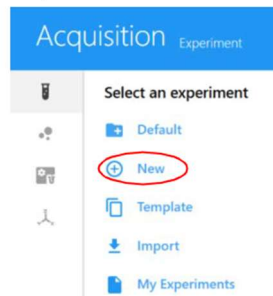 Acquisition Experiment
Select an experiment
Default
New
Template
Import
My Experiments